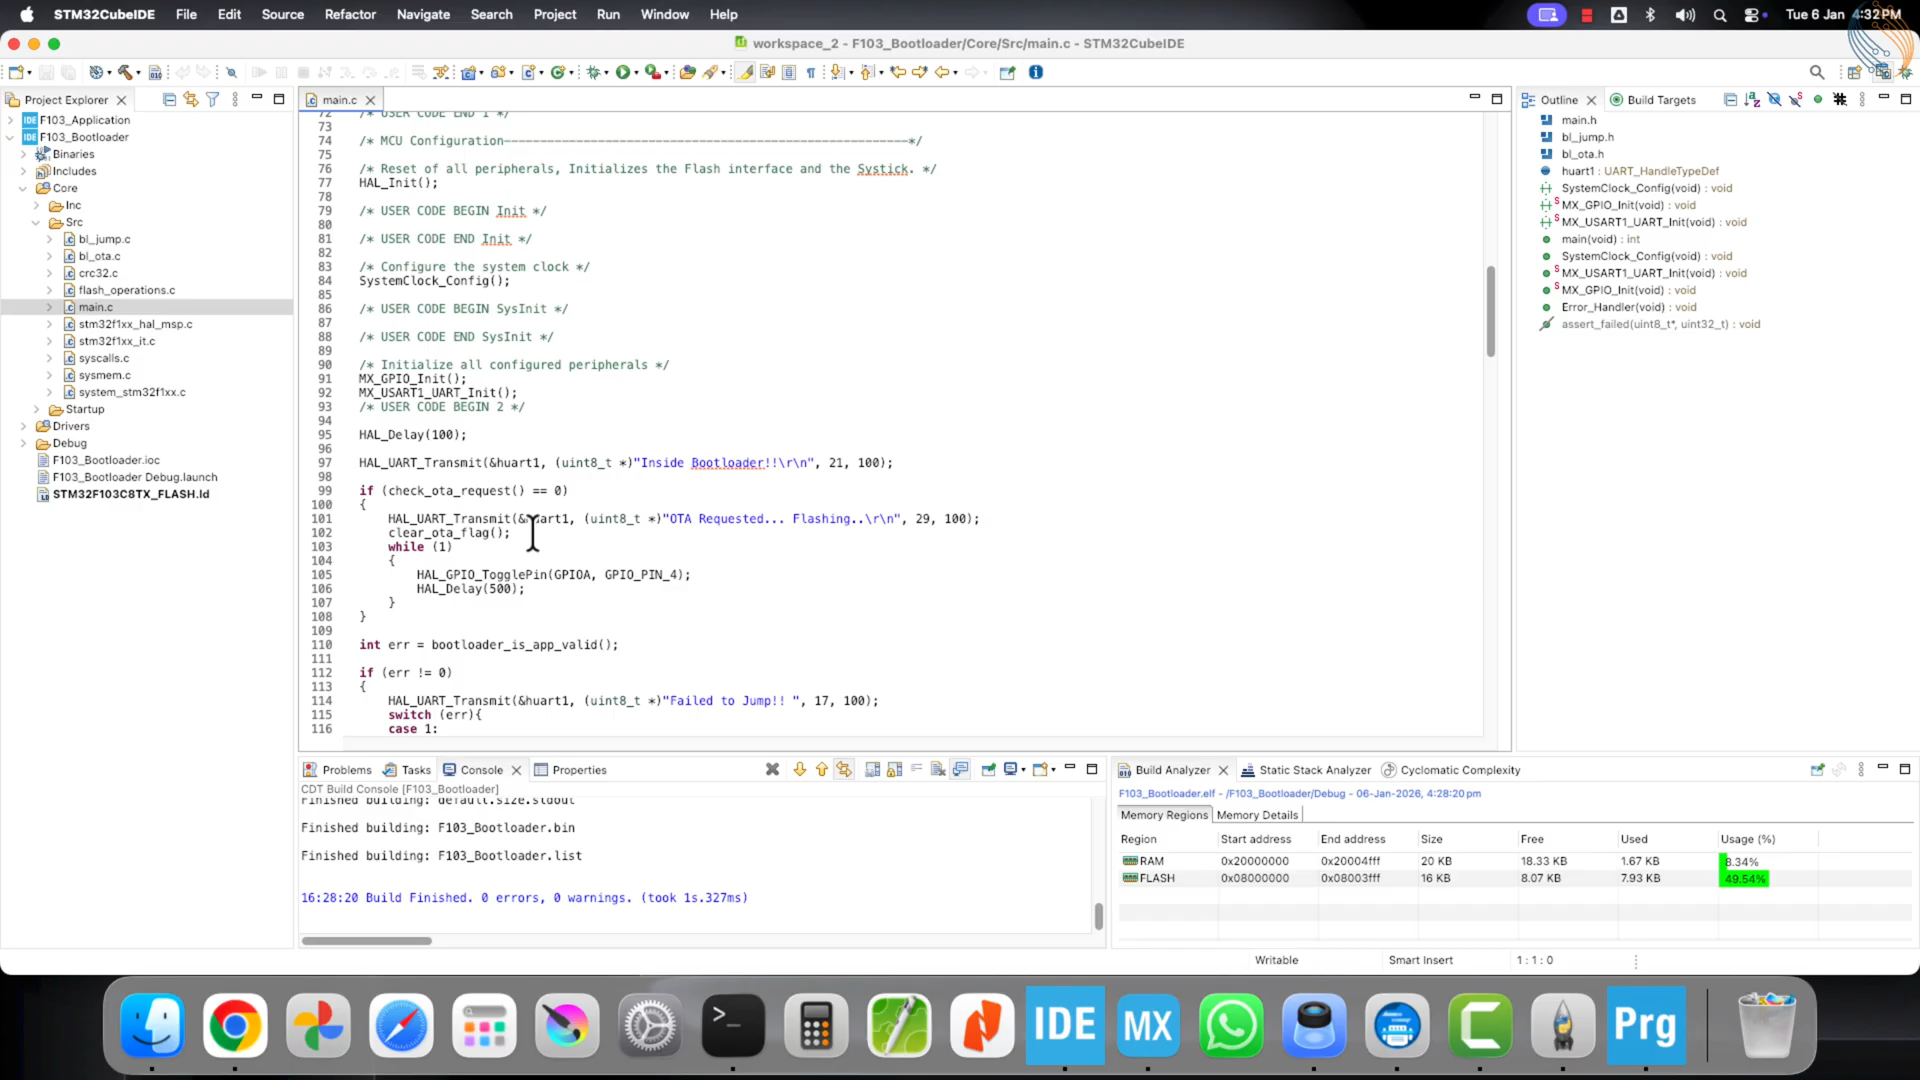 STM32CubeIDE File Edit Source Refactor Navigate Search Project Run Window Help Tue 6 Jan 4:32PM
workspace_2 - F103_Bootloader/Core/Src/main.c - STM32CubeIDE
Project Explorer
F103_Application
F103_Bootloader
Binaries
Includes
Core
Inc
Src
bl_jump.c
bl_ota.c
crc32.c
flash_operations.c
main.c
stm32f1xx_hal_msp.c
stm32f1xx_it.c
syscalls.c
sysmem.c
system_stm32f1xx.c
Startup
Drivers
Debug
F103_Bootloader.ioc
F103_Bootloader Debug.launch
STM32F103C8TX_FLASH.ld
main.c
72 /* USER CODE END 1 */
73
74 /* MCU Configuration--------------------------------------------------------*/
75
76 /* Reset of all peripherals, Initializes the Flash interface and the Systick. */
77 HAL_Init();
78
79 /* USER CODE BEGIN Init */
80
81 /* USER CODE END Init */
82
83 /* Configure the system clock */
84 SystemClock_Config();
85
86 /* USER CODE BEGIN SysInit */
87
88 /* USER CODE END SysInit */
89
90 /* Initialize all configured peripherals */
91 MX_GPIO_Init();
92 MX_USART1_UART_Init();
93 /* USER CODE BEGIN 2 */
94
95 HAL_Delay(100);
96
97 HAL_UART_Transmit(&huart1, (uint8_t *)"Inside Bootloader!!\r\n", 21, 100);
98
99 if (check_ota_request() == 0)
100 {
101 HAL_UART_Transmit(&huart1, (uint8_t *)"OTA Requested... Flashing..\r\n", 29, 100);
102 clear_ota_flag();
103 while (1)
104 {
105 HAL_GPIO_TogglePin(GPIOA, GPIO_PIN_4);
106 HAL_Delay(500);
107 }
108 }
109
110 int err = bootloader_is_app_valid();
111
112 if (err != 0)
113 {
114 HAL_UART_Transmit(&huart1, (uint8_t *)"Failed to Jump!! ", 17, 100);
115 switch (err){
116 case 1:
Outline Build Targets
main.h
bl_jump.h
bl_ota.h
huart1 : UART_HandleTypeDef
SystemClock_Config(void) : void
MX_GPIO_Init(void) : void
MX_USART1_UART_Init(void) : void
main(void) : int
SystemClock_Config(void) : void
MX_USART1_UART_Init(void) : void
MX_GPIO_Init(void) : void
Error_Handler(void) : void
assert_failed(uint8_t*, uint32_t) : void
Problems Tasks Console Properties
CDT Build Console [F103_Bootloader]
Finished building: default.size.stdout
Finished building: F103_Bootloader.bin
Finished building: F103_Bootloader.list
16:28:20 Build Finished. 0 errors, 0 warnings. (took 1s.327ms)
Build Analyzer Static Stack Analyzer Cyclomatic Complexity
F103_Bootloader.elf - /F103_Bootloader/Debug - 06-Jan-2026, 4:28:20 pm
Memory Regions Memory Details
Region Start address End address Size Free Used Usage (%)
RAM 0x20000000 0x20004fff 20 KB 18.33 KB 1.67 KB 8.34%
FLASH 0x08000000 0x08003fff 16 KB 8.07 KB 7.93 KB 49.54%
Writable Smart Insert 1 : 1 : 0
IDE MX Prg